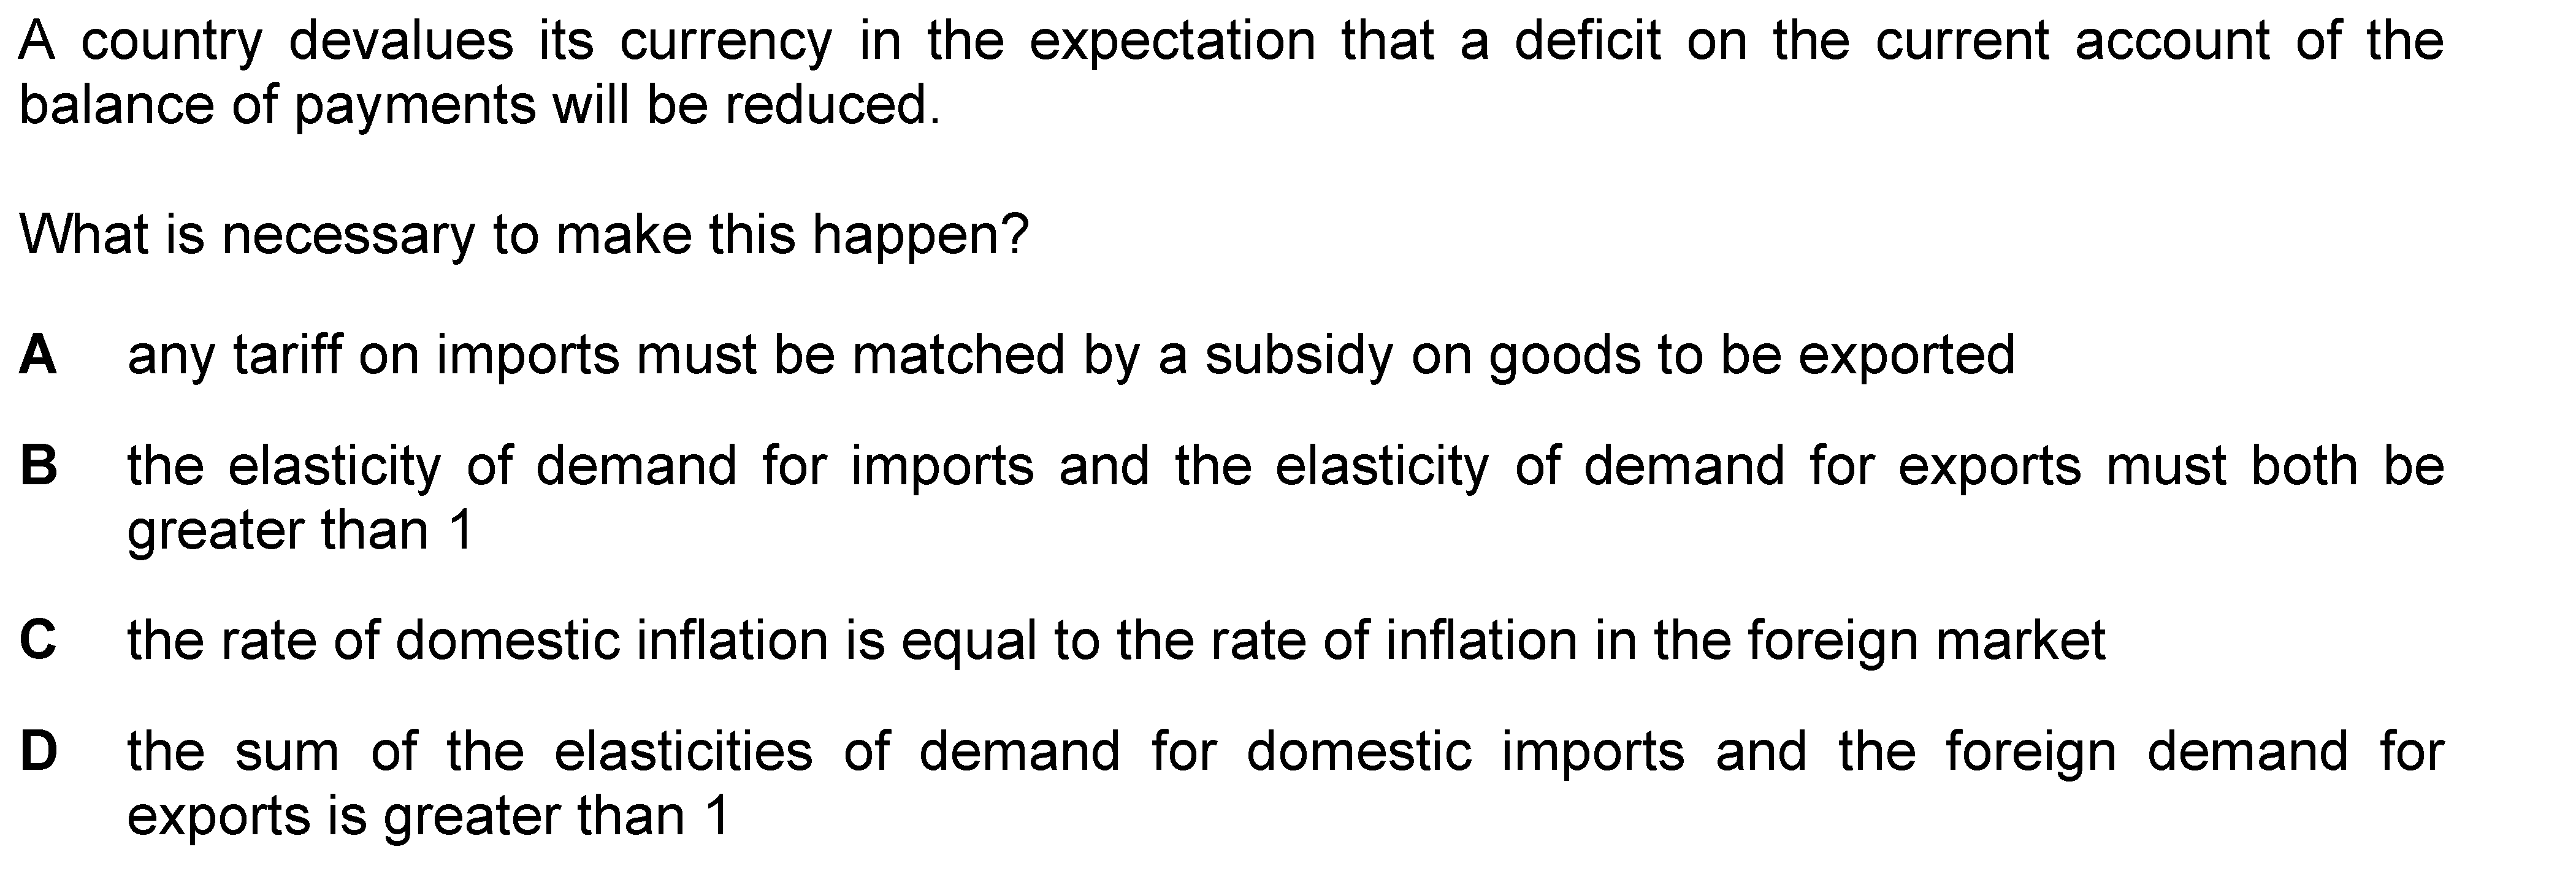 A country devalues its currency in the expectation that a deficit on the current account of the
balance of payments will be reduced.
What is necessary to make this happen?
A any tariff on imports must be matched by a subsidy on goods to be exported
B the elasticity of demand for imports and the elasticity of demand for exports must both be
greater than 1
C the rate of domestic inflation is equal to the rate of inflation in the foreign market
D the sum of the elasticities of demand for domestic imports and the foreign demand for
exports is greater than 1